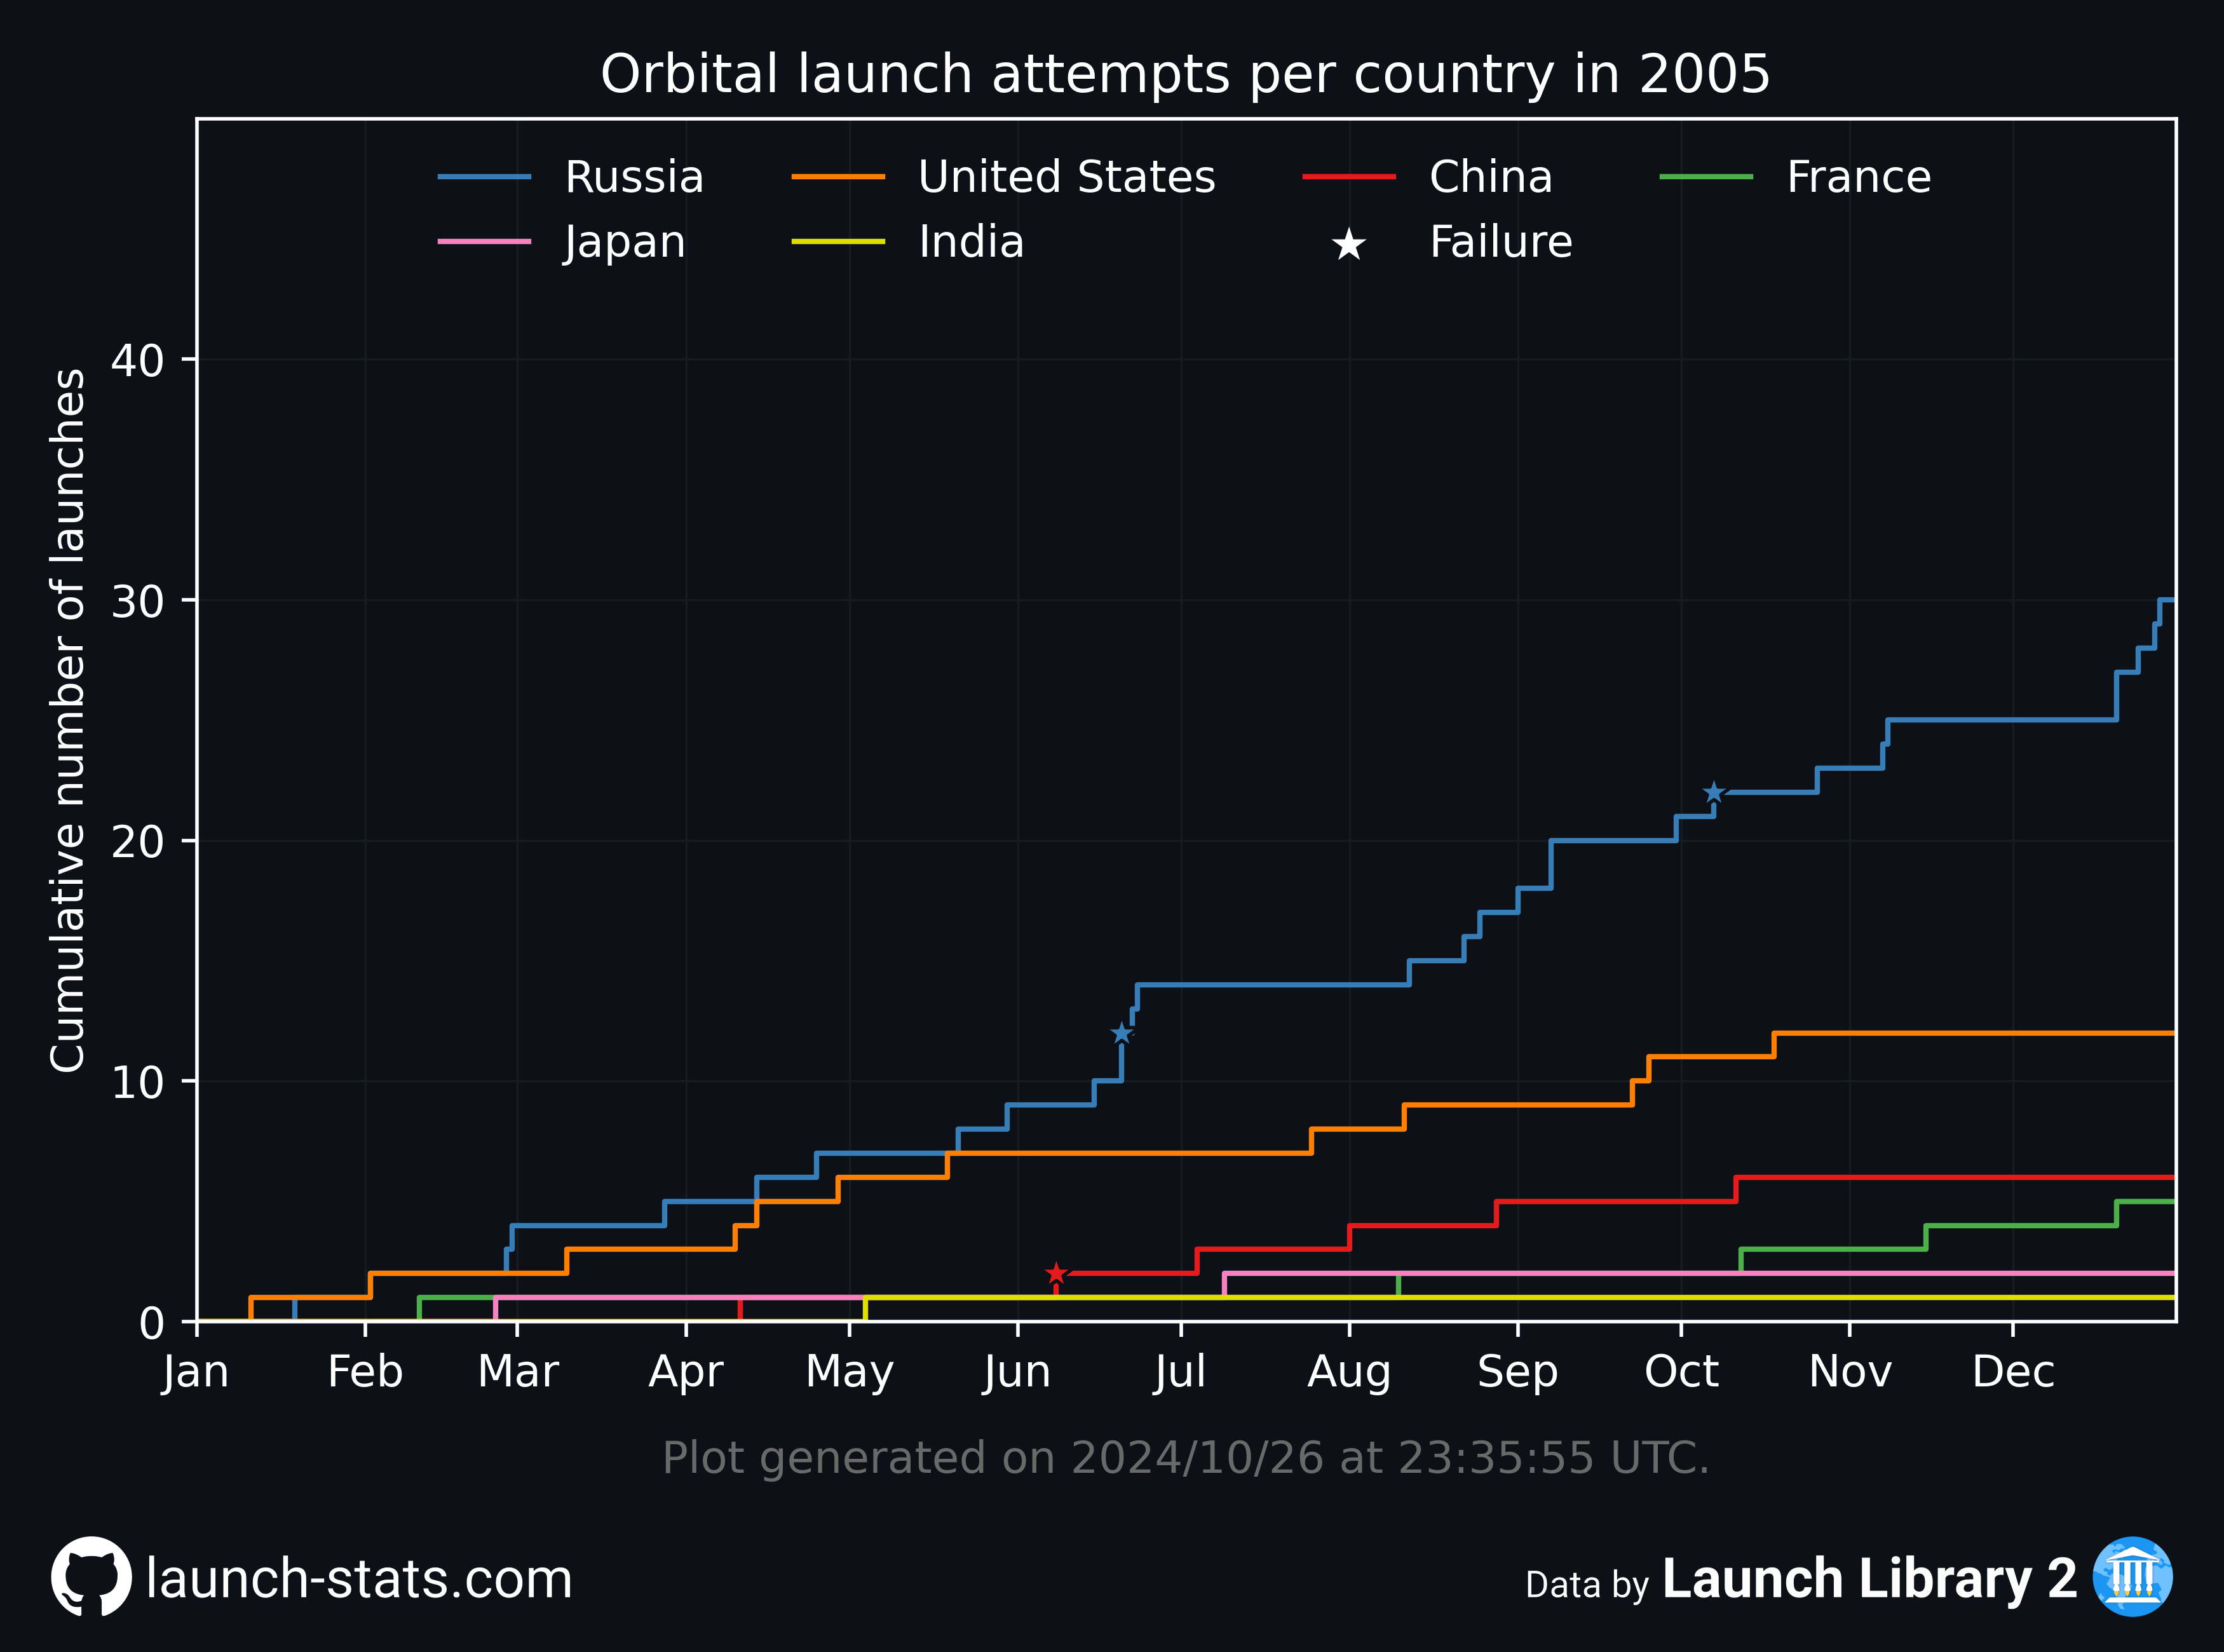 Orbital launch attempts per country in 2005
Russia United States China France
Japan India Failure
Cumulative number of launches
40
30
20
10
0
Jan Feb Mar Apr May Jun Jul Aug Sep Oct Nov Dec
Plot generated on 2024/10/26 at 23:35:55 UTC.
launch-stats.com
Data by Launch Library 2